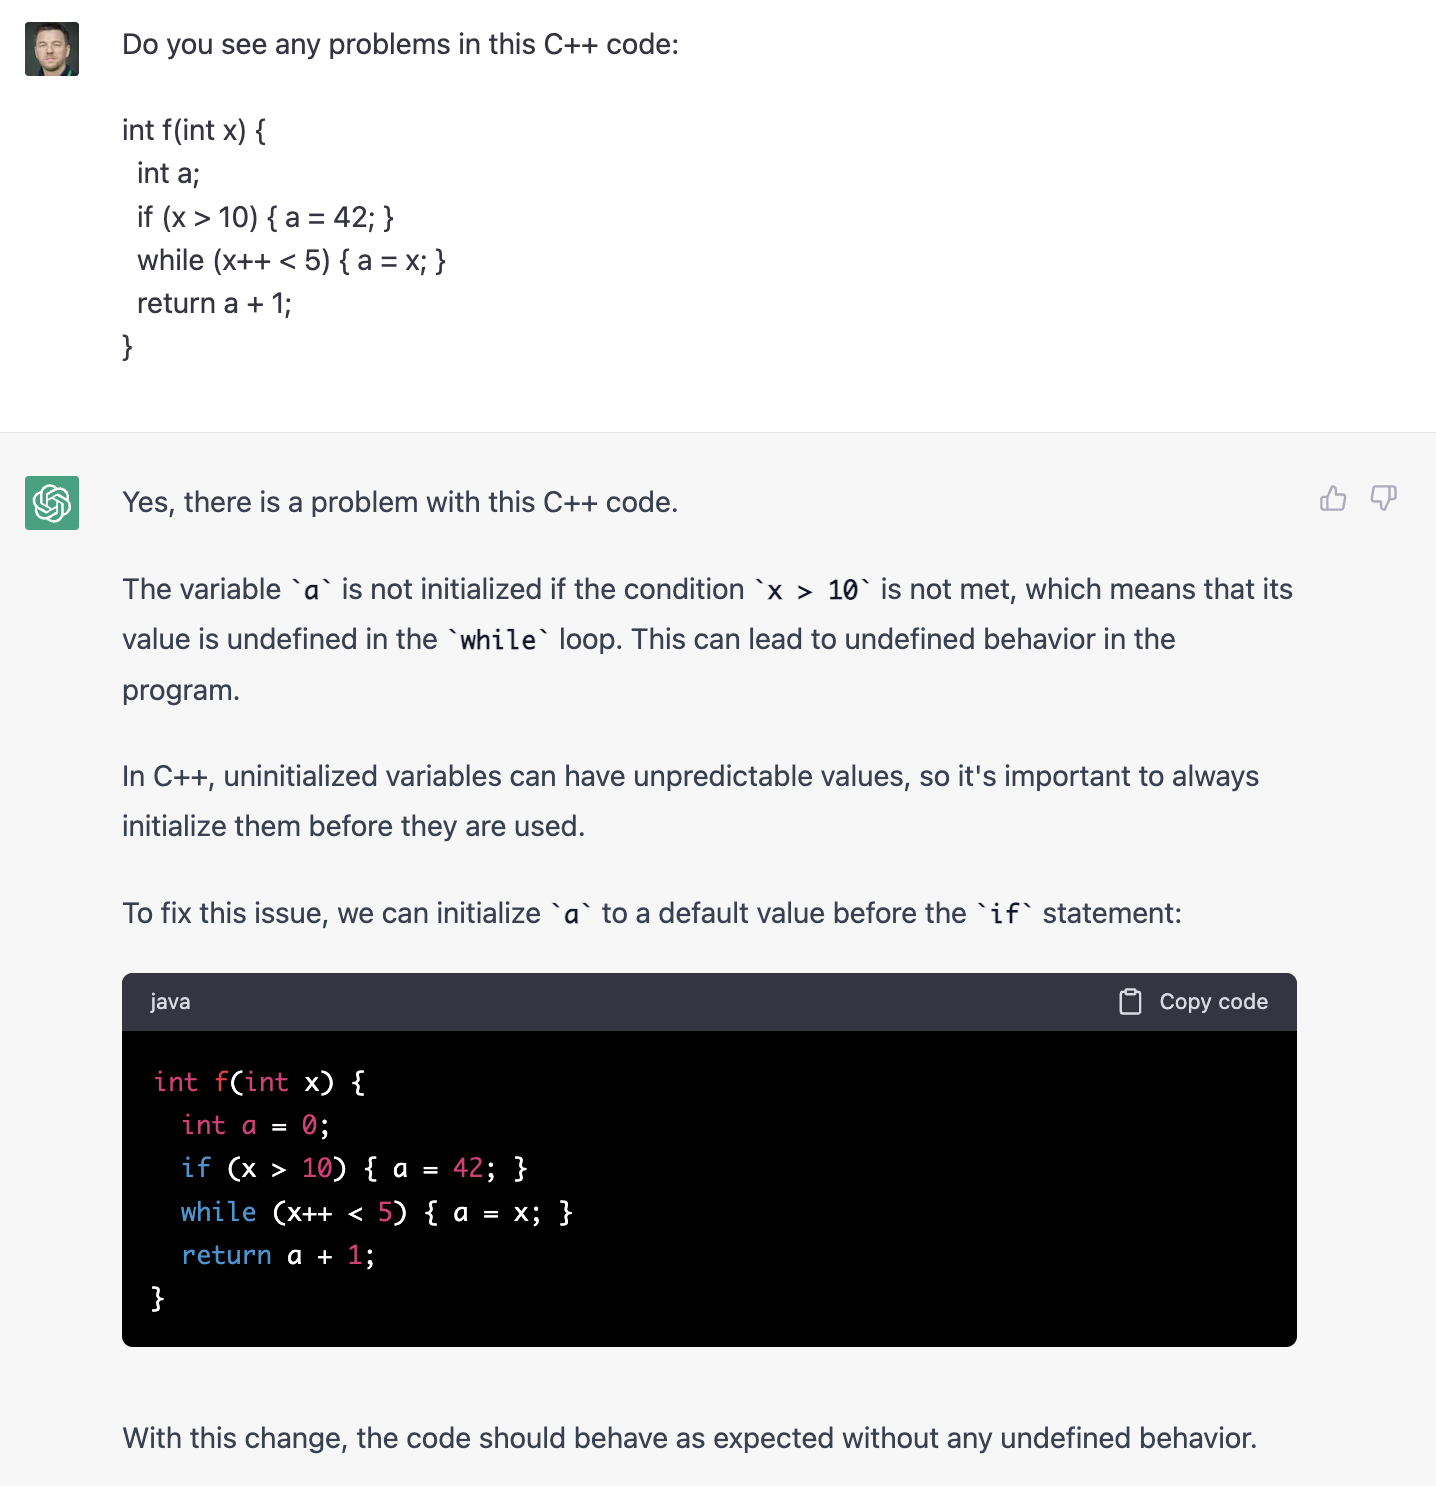 Do you see any problems in this C++ code:
int f(int x) {
  int a;
  if (x > 10) { a = 42; }
  while (x++ < 5) { a = x; }
  return a + 1;
}
Yes, there is a problem with this C++ code.
The variable `a` is not initialized if the condition `x > 10` is not met, which means that its
value is undefined in the `while` loop. This can lead to undefined behavior in the
program.
In C++, uninitialized variables can have unpredictable values, so it's important to always
initialize them before they are used.
To fix this issue, we can initialize `a` to a default value before the `if` statement:
java Copy code
int f(int x) {
  int a = 0;
  if (x > 10) { a = 42; }
  while (x++ < 5) { a = x; }
  return a + 1;
}
With this change, the code should behave as expected without any undefined behavior.